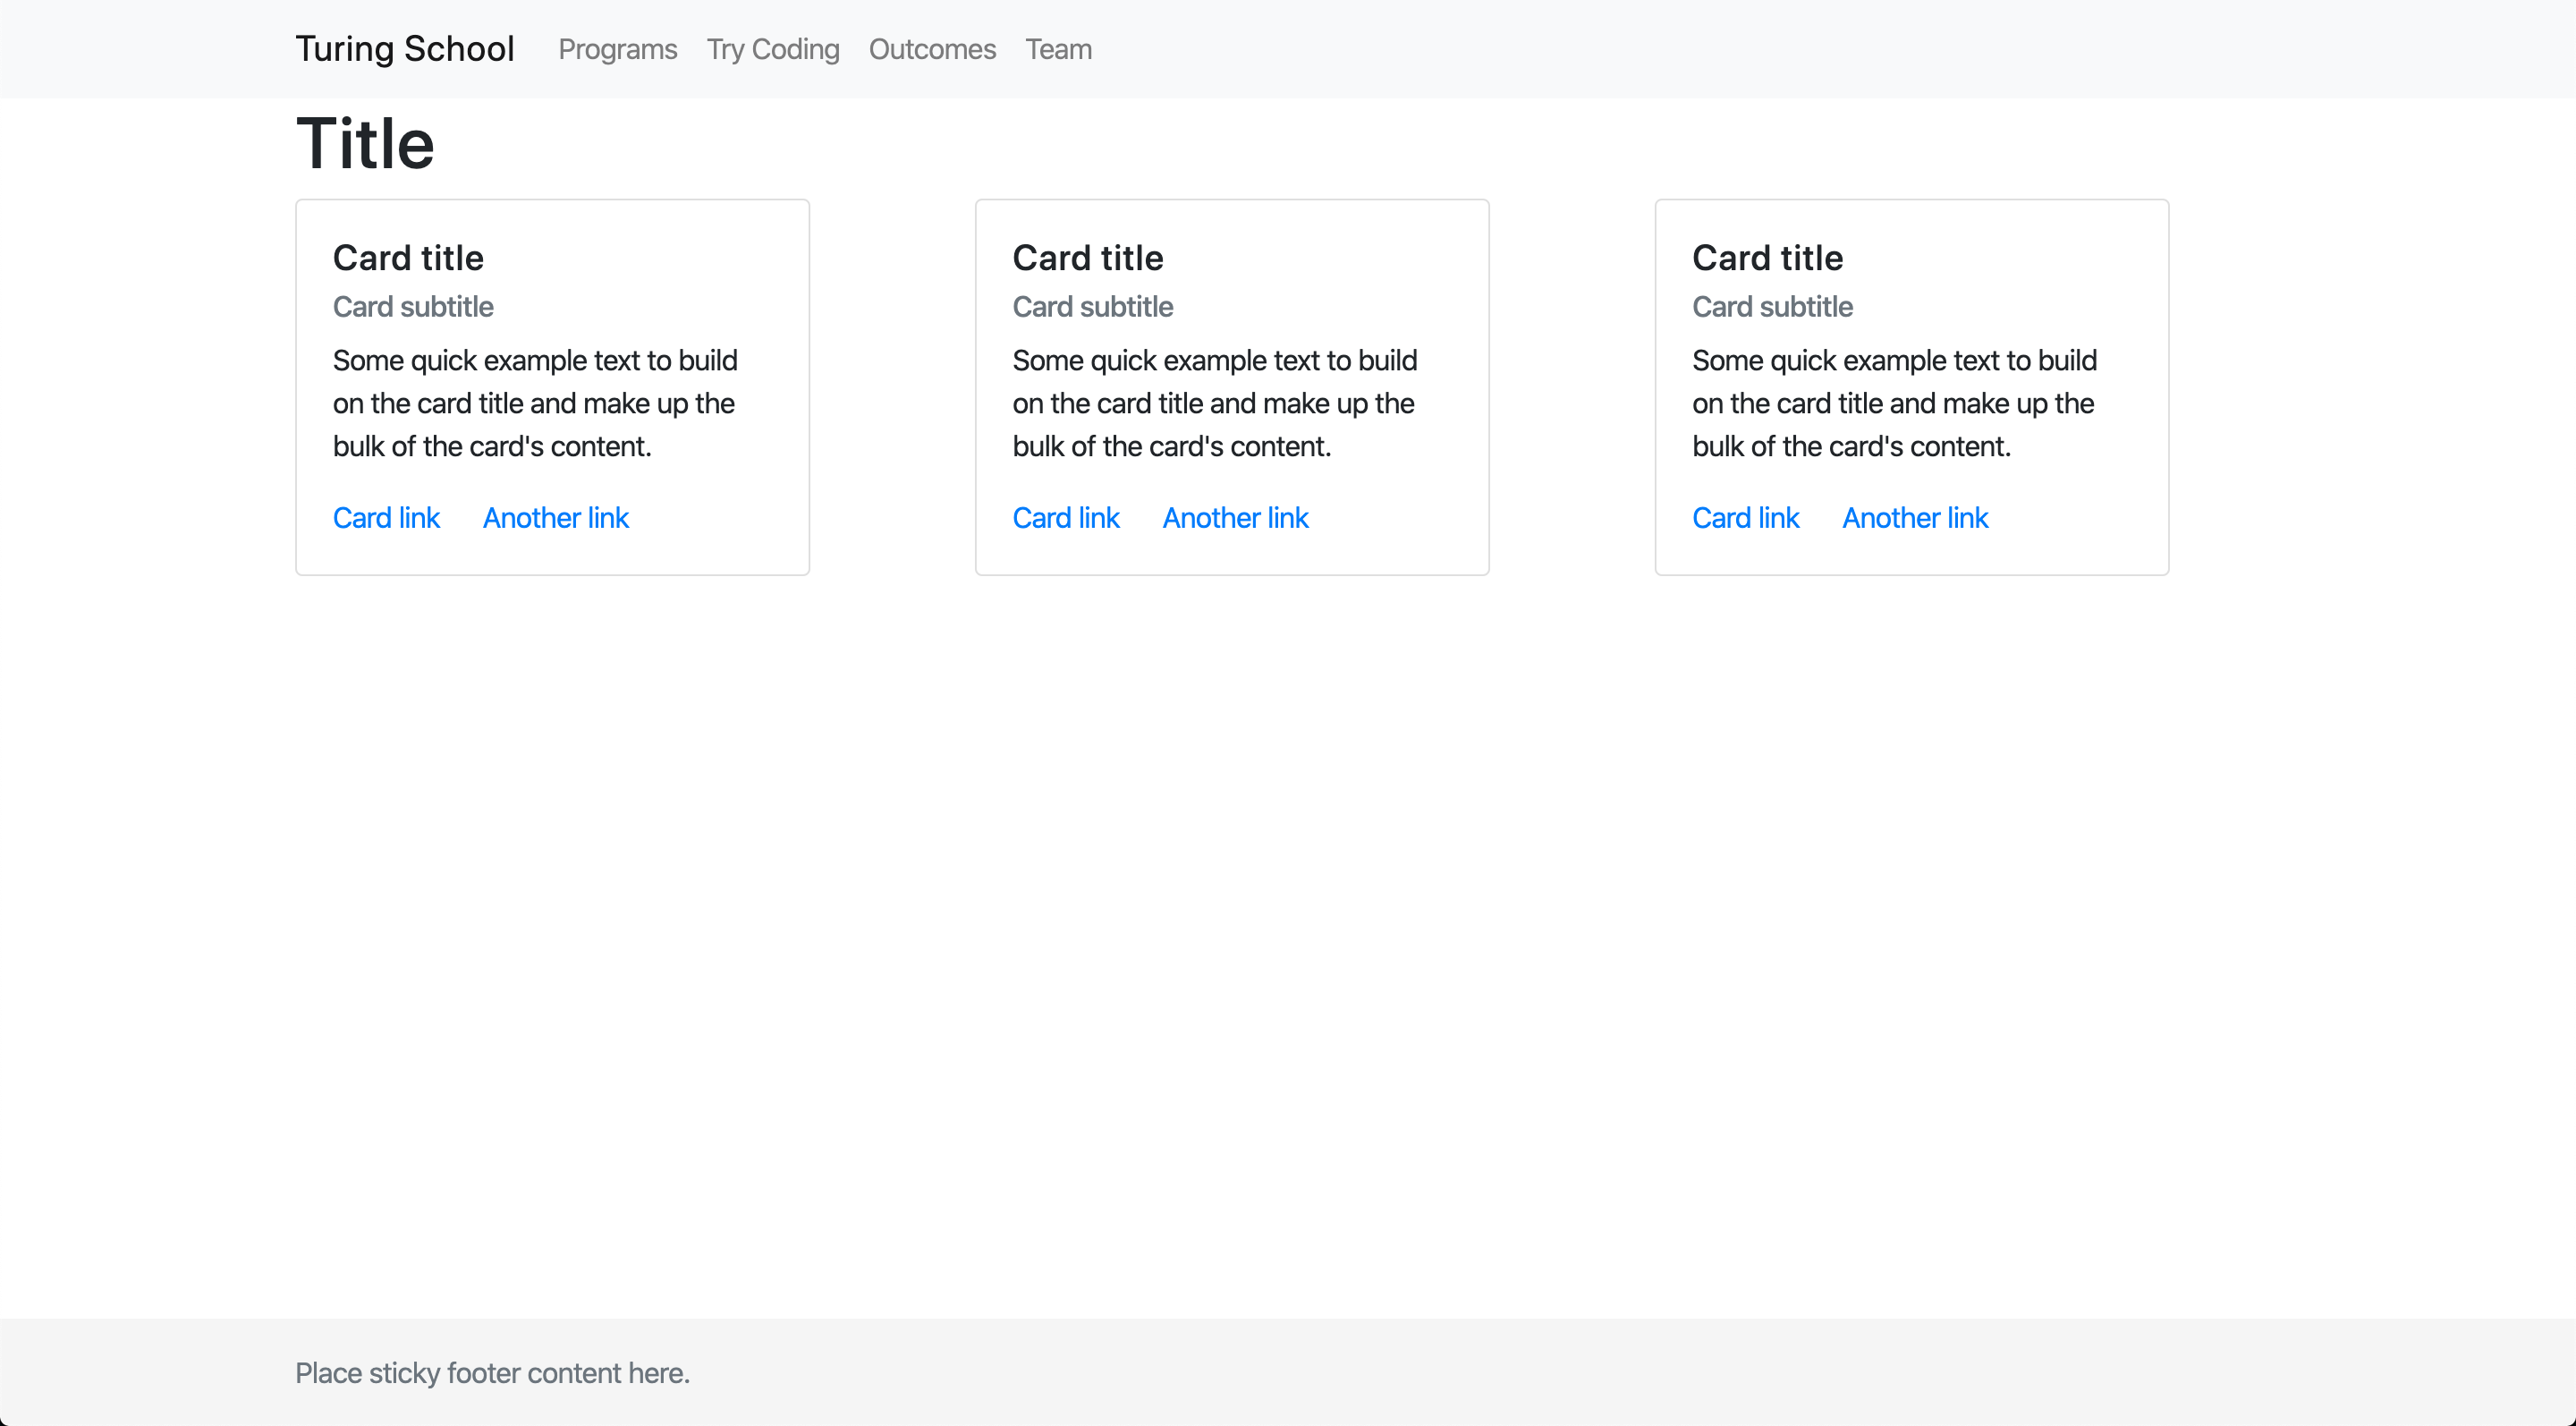 Turing School Programs Try Coding Outcomes Team
Title
Card title
Card subtitle
Some quick example text to build
on the card title and make up the
bulk of the card's content.
Card link Another link
Card title
Card subtitle
Some quick example text to build
on the card title and make up the
bulk of the card's content.
Card link Another link
Card title
Card subtitle
Some quick example text to build
on the card title and make up the
bulk of the card's content.
Card link Another link
Place sticky footer content here.